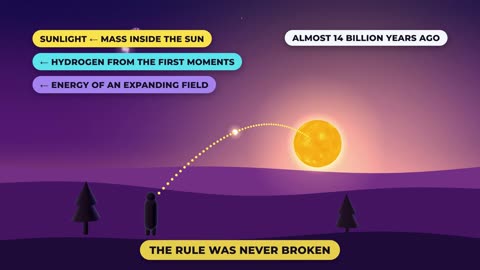 SUNLIGHT ← MASS INSIDE THE SUN
ALMOST 14 BILLION YEARS AGO
← HYDROGEN FROM THE FIRST MOMENTS
← ENERGY OF AN EXPANDING FIELD
THE RULE WAS NEVER BROKEN